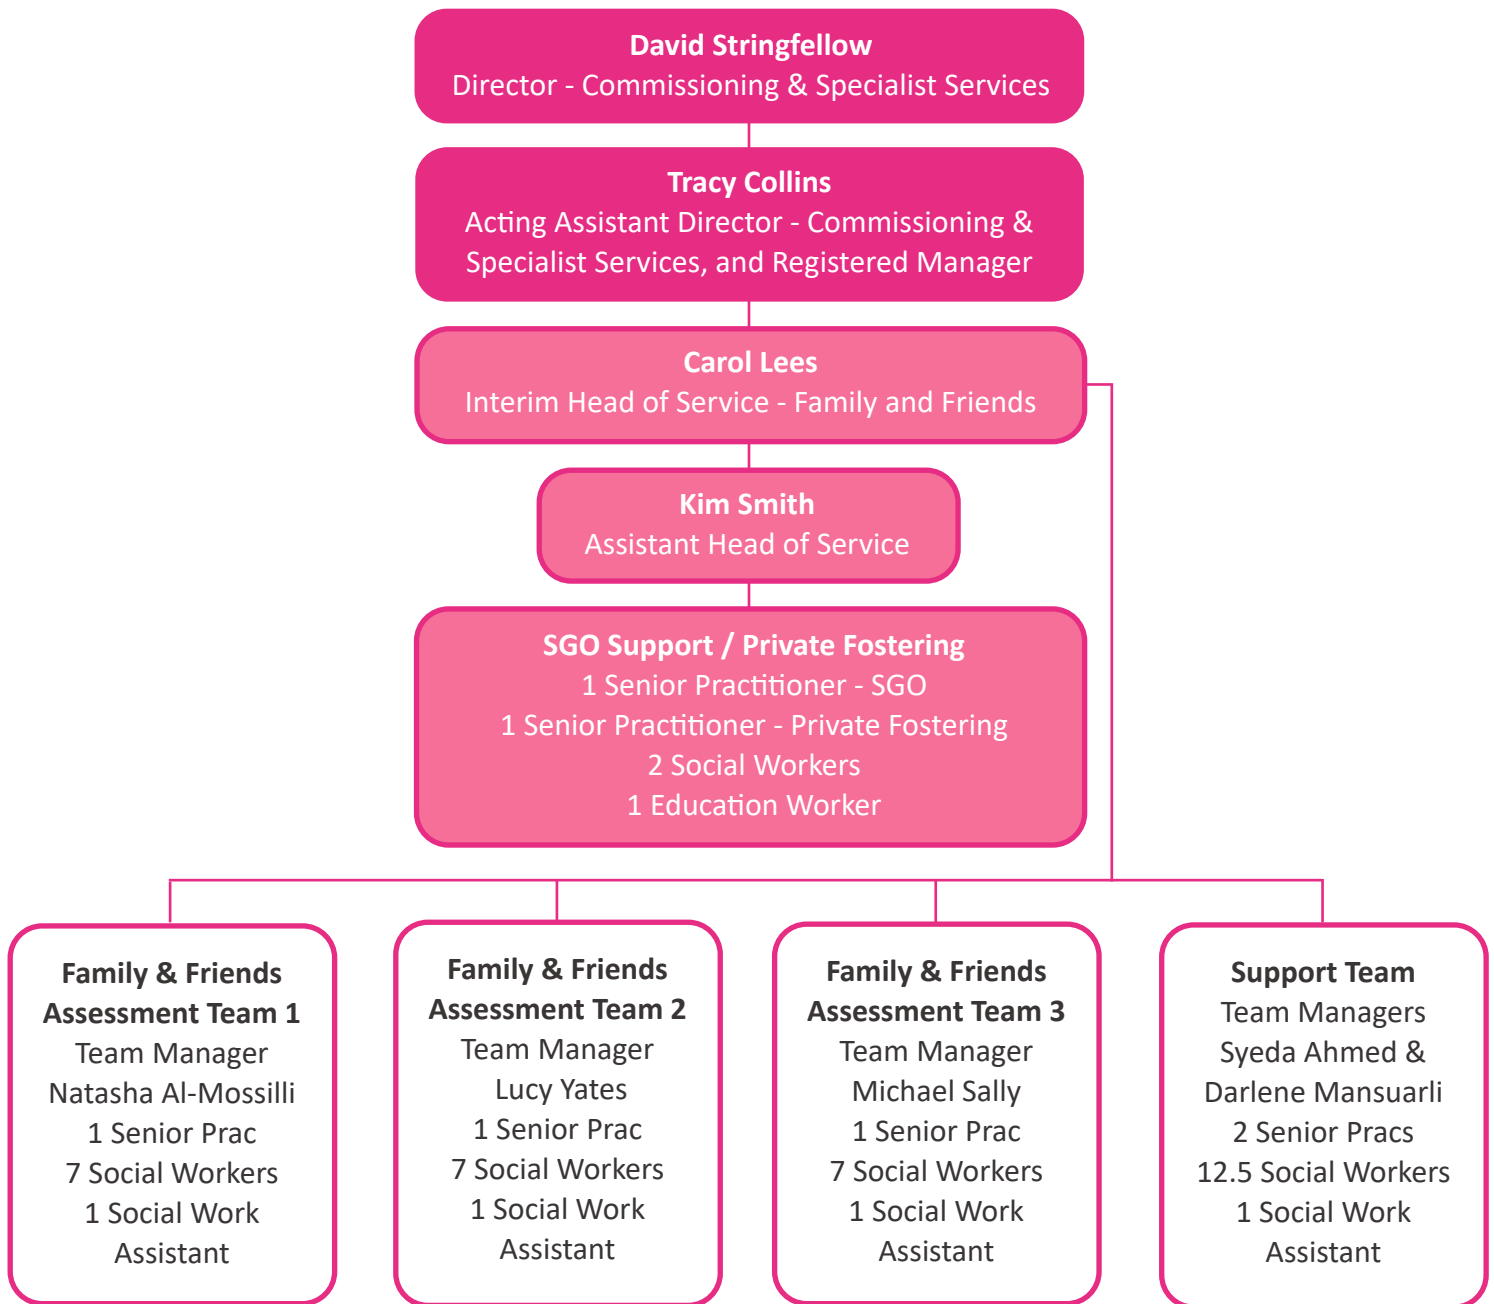 David Stringfellow
Director - Commissioning & Specialist Services
Tracy Collins
Acting Assistant Director - Commissioning &
Specialist Services, and Registered Manager
Carol Lees
Interim Head of Service - Family and Friends
Kim Smith
Assistant Head of Service
SGO Support / Private Fostering
1 Senior Practitioner - SGO
1 Senior Practitioner - Private Fostering
2 Social Workers
1 Education Worker
Family & Friends
Assessment Team 1
Team Manager
Natasha Al-Mossilli
1 Senior Prac
7 Social Workers
1 Social Work
Assistant
Family & Friends
Assessment Team 2
Team Manager
Lucy Yates
1 Senior Prac
7 Social Workers
1 Social Work
Assistant
Family & Friends
Assessment Team 3
Team Manager
Michael Sally
1 Senior Prac
7 Social Workers
1 Social Work
Assistant
Support Team
Team Managers
Syeda Ahmed &
Darlene Mansuarli
2 Senior Pracs
12.5 Social Workers
1 Social Work
Assistant